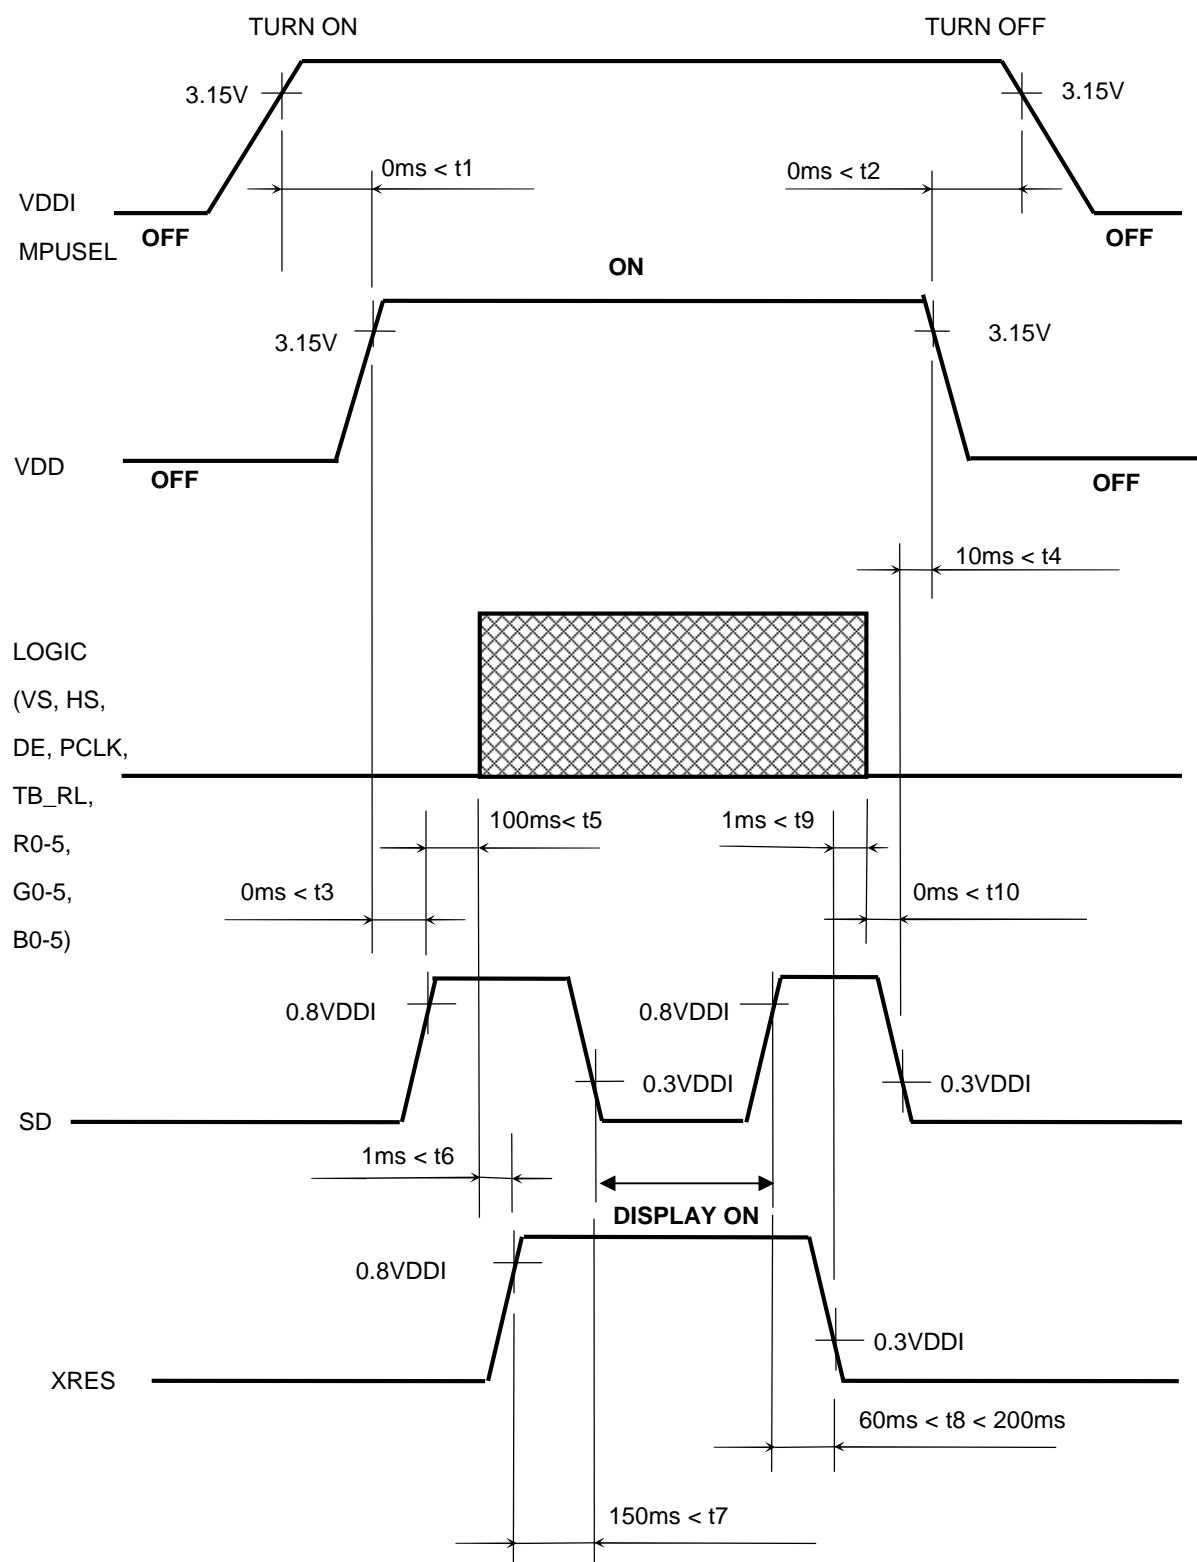 TURN ON
TURN OFF
3.15V
3.15V
0ms < t1
0ms < t2
VDDI
MPUSEL
OFF
OFF
ON
3.15V
3.15V
VDD
OFF
OFF
10ms < t4
LOGIC
(VS, HS,
DE, PCLK,
TB_RL,
R0-5,
G0-5,
B0-5)
100ms< t5
1ms < t9
0ms < t3
0ms < t10
0.8VDDI
0.8VDDI
0.3VDDI
0.3VDDI
SD
1ms < t6
DISPLAY ON
0.8VDDI
0.3VDDI
XRES
60ms < t8 < 200ms
150ms < t7